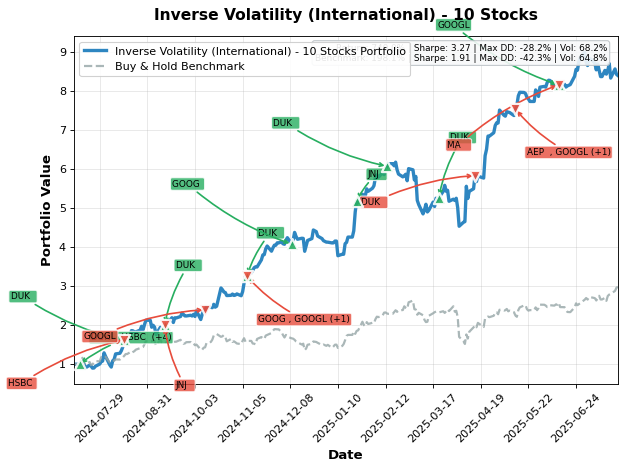 Inverse Volatility (International) - 10 Stocks
GOOGL
Inverse Volatility (International) - 10 Stocks Portfolio
Buy & Hold Benchmark
Sharpe: 3.27 | Max DD: -28.2% | Vol: 68.2%
Sharpe: 1.91 | Max DD: -42.3% | Vol: 64.8%
Portfolio Value
9
8
7
6
5
4
3
2
1
DUK
DUK
MA
AEP , GOOGL (+1)
JNJ
GOOG
DUK
DUK
DUK
DUK
GOOG , GOOGL (+1)
GOOGL
HSBC (+4)
HSBC
JNJ
2024-07-29
2024-08-31
2024-10-03
2024-11-05
2024-12-08
2025-01-10
2025-02-12
2025-03-17
2025-04-19
2025-05-22
2025-06-24
Date